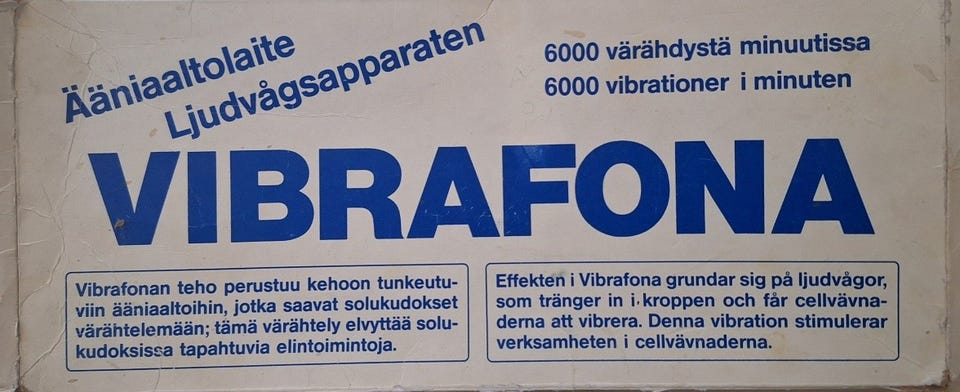 Ääniaaltolaite
Ljudvågsapparaten
6000 värähdystä minuutissa
6000 vibrationer i minuten
VIBRAFONA
Vibrafonan teho perustuu kehoon tunkeutu-
viin ääniaaltoihin, jotka saavat solukudokset
värähtelemään; tämä värähtely elvyttää solu-
kudoksissa tapahtuvia elintoimintoja.
Effekten i Vibrafona grundar sig på ljudvågor,
som tränger in i kroppen och får cellvävna-
derna att vibrera. Denna vibration stimulerar
verksamheten i cellvävnaderna.